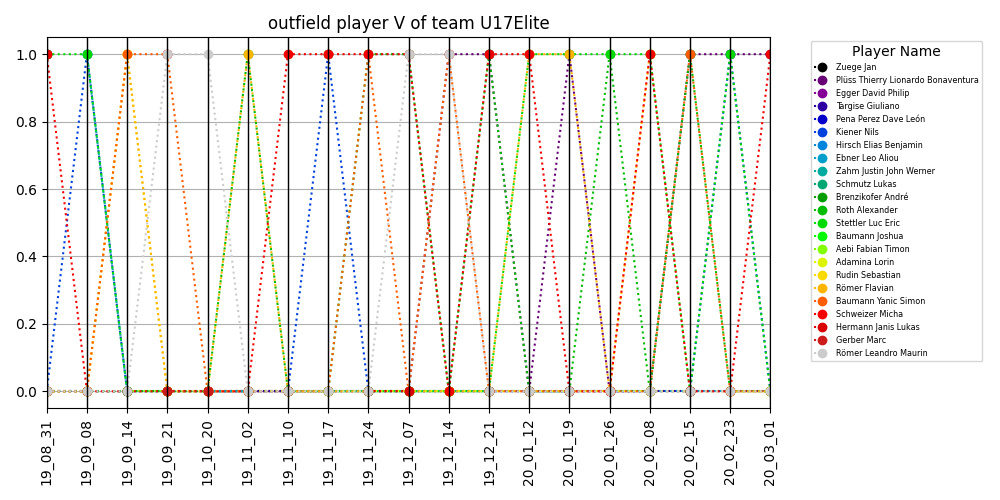 outfield player V of team U17Elite
1.0
0.8
0.6
0.4
0.2
0.0
19_08_31
19_09_08
19_09_14
19_09_21
19_10_20
19_11_02
19_11_10
19_11_17
19_11_24
19_12_07
19_12_14
19_12_21
20_01_12
20_01_19
20_01_26
20_02_08
20_02_15
20_02_23
20_03_01
Player Name
Zuege Jan
Plüss Thierry Lionardo Bonaventura
Egger David Philip
Targise Giuliano
Pena Perez Dave León
Kiener Nils
Hirsch Elias Benjamin
Ebner Leo Aliou
Zahm Justin John Werner
Schmutz Lukas
Brenzikofer André
Roth Alexander
Stettler Luc Eric
Baumann Joshua
Aebi Fabian Timon
Adamina Lorin
Rudin Sebastian
Römer Flavian
Baumann Yanic Simon
Schweizer Micha
Hermann Janis Lukas
Gerber Marc
Römer Leandro Maurin